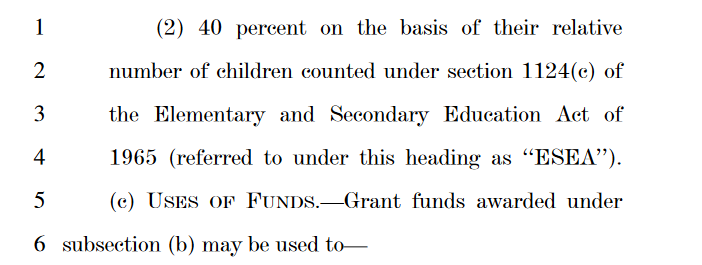 1 (2) 40 percent on the basis of their relative
2 number of children counted under section 1124(c) of
3 the Elementary and Secondary Education Act of
4 1965 (referred to under this heading as “ESEA”).
5 (c) USES OF FUNDS.—Grant funds awarded under
6 subsection (b) may be used to—